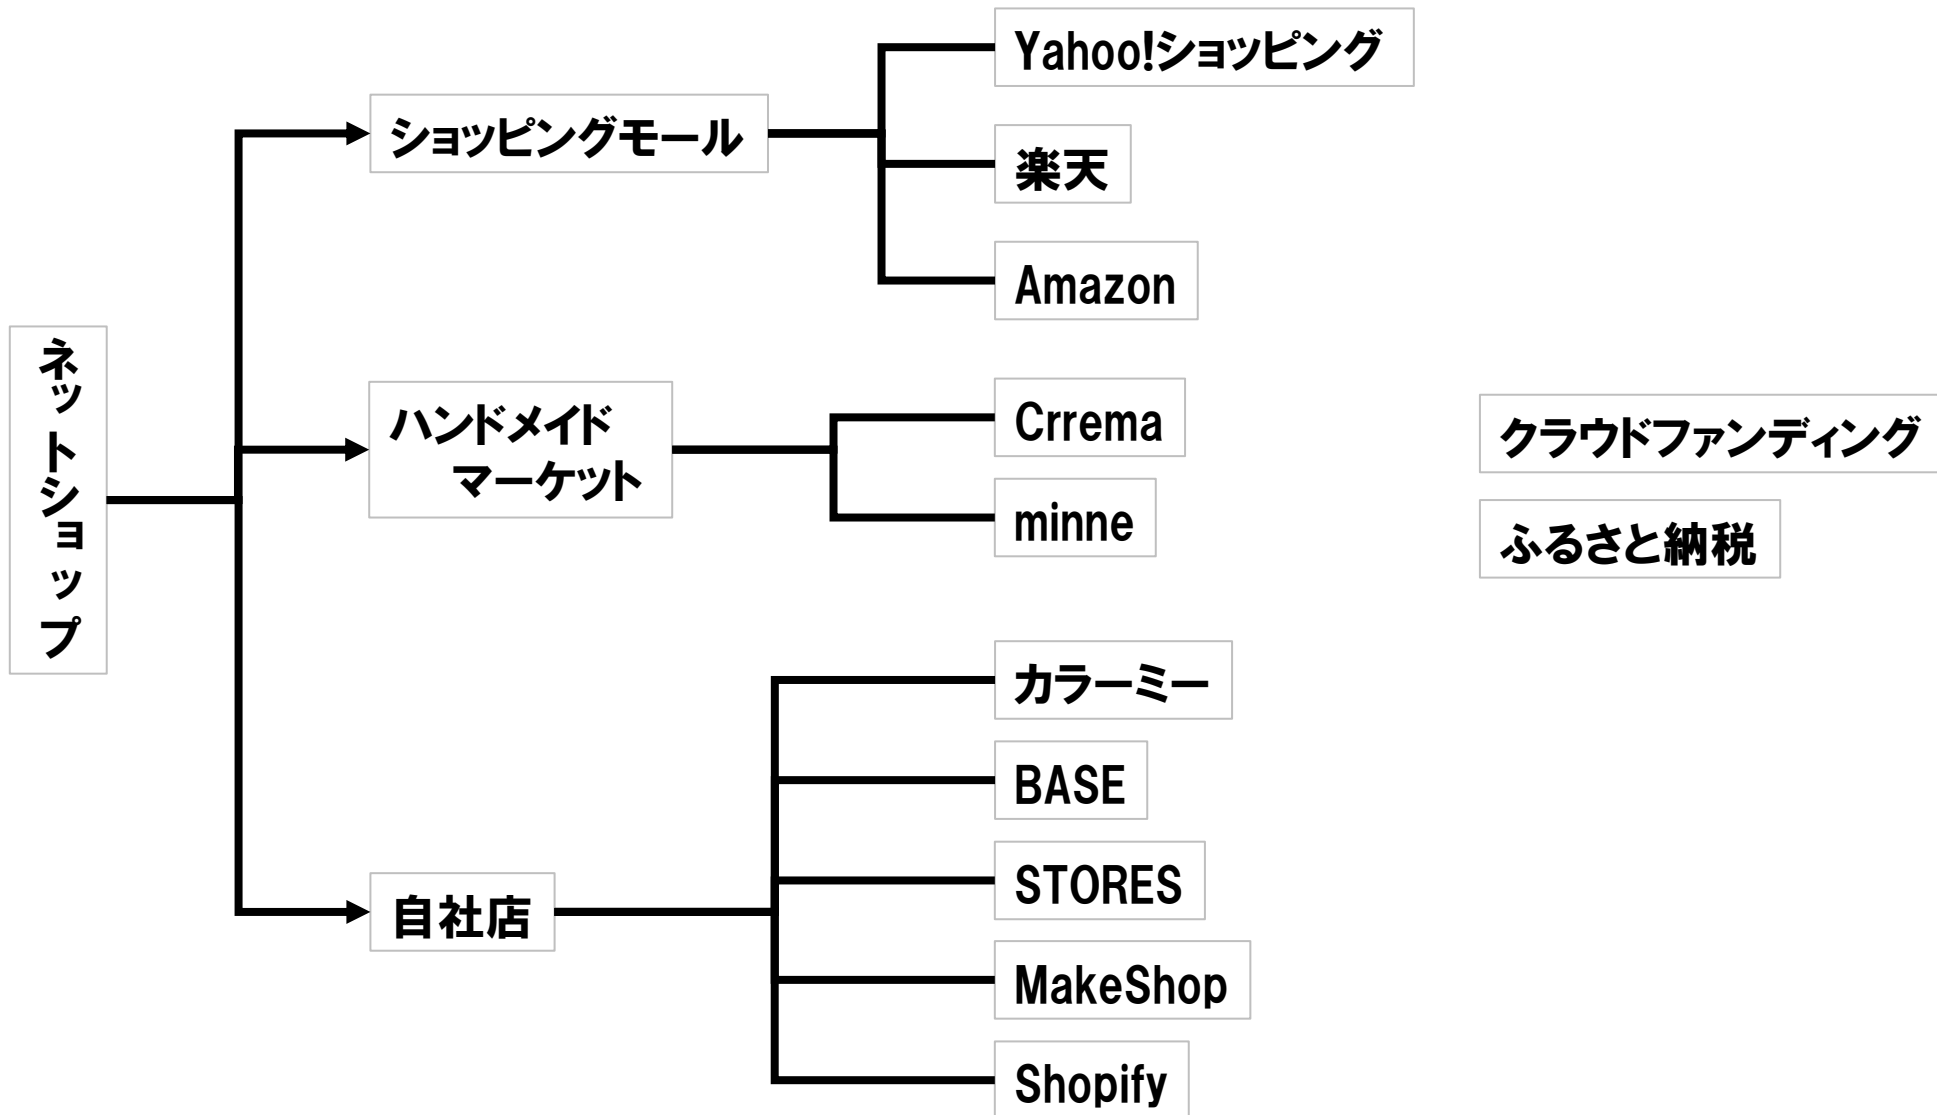 ネットショップ
ショッピングモール
Yahoo!ショッピング
楽天
Amazon
ハンドメイド
マーケット
Crrema
minne
クラウドファンディング
ふるさと納税
自社店
カラーミー
BASE
STORES
MakeShop
Shopify